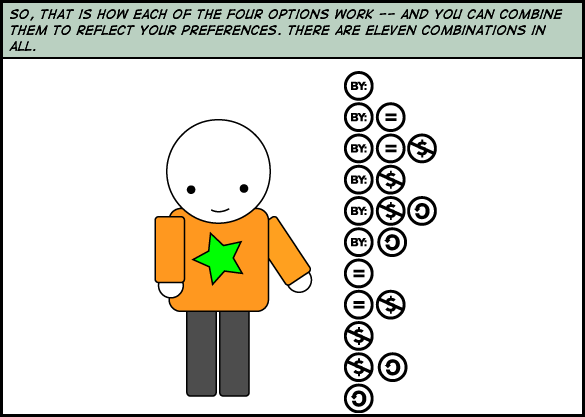 SO, THAT IS HOW EACH OF THE FOUR OPTIONS WORK -- AND YOU CAN COMBINE
THEM TO REFLECT YOUR PREFERENCES. THERE ARE ELEVEN COMBINATIONS IN
ALL.
BY:
BY: =
BY: = $
BY: $
BY: $
BY:
=
= $
$
$